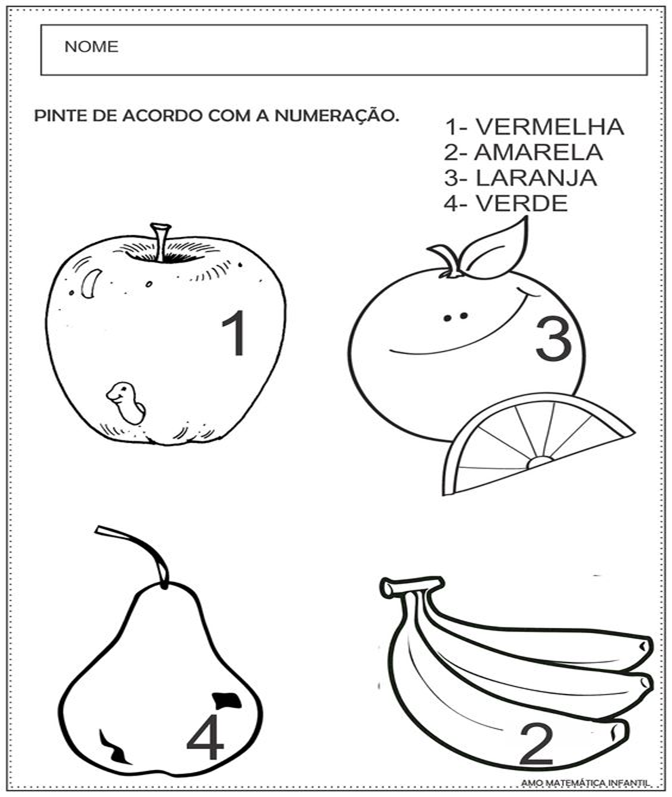 NOME
PINTE DE ACORDO COM A NUMERAÇÃO.
1- VERMELHA
2- AMARELA
3- LARANJA
4- VERDE
1
3
4
2
AMO MATEMÁTICA INFANTIL